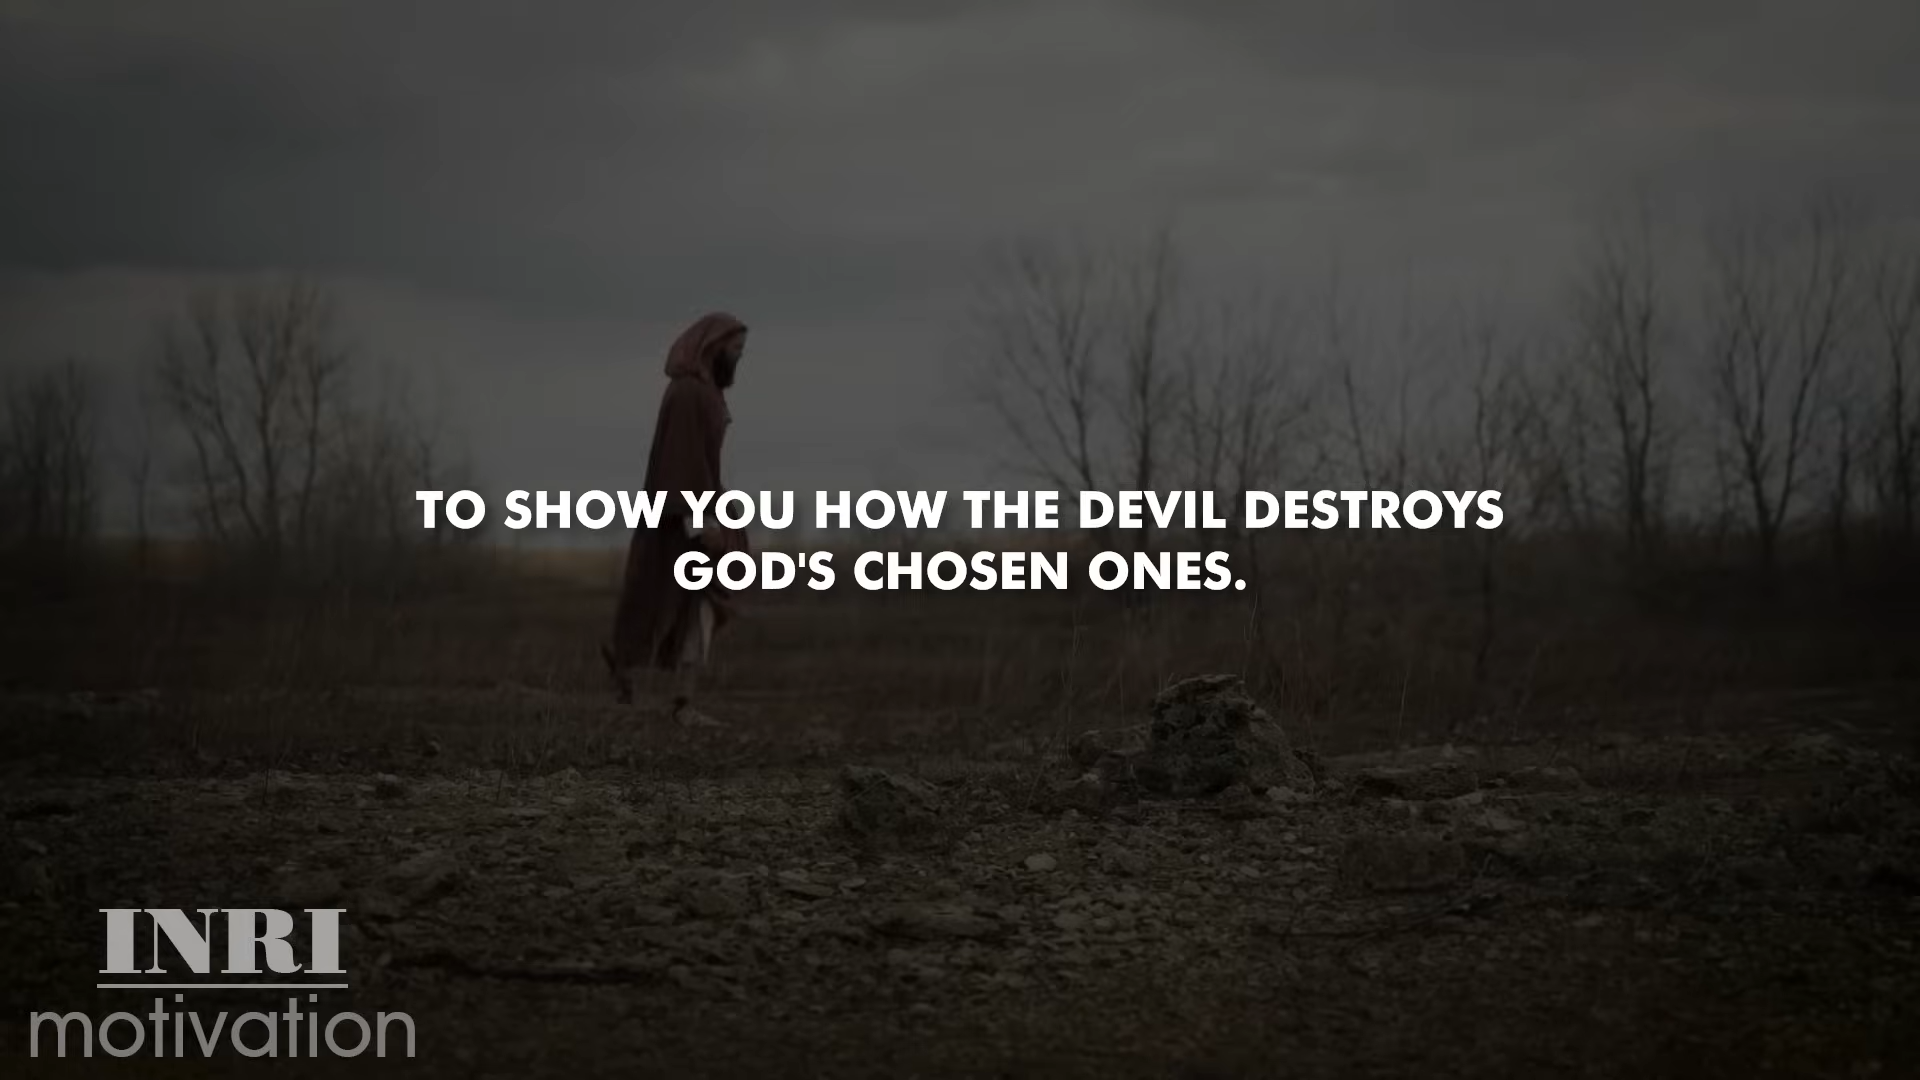 TO SHOW YOU HOW THE DEVIL DESTROYS
GOD'S CHOSEN ONES.
INRI
motivation